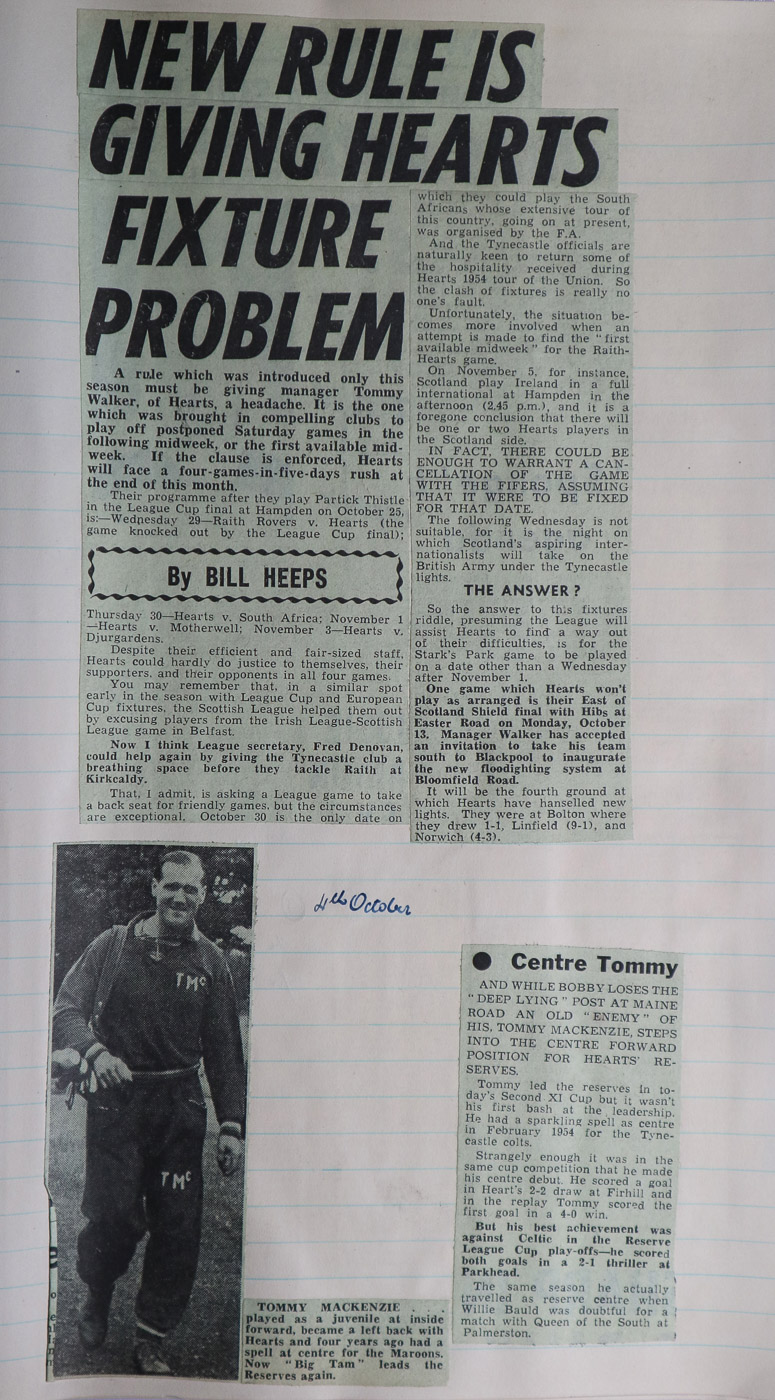 NEW RULE IS
GIVING HEARTS
FIXTURE
PROBLEM
A rule which was introduced only this
season must be giving manager Tommy
Walker, of Hearts, a headache. It is the one
which was brought in compelling clubs to
play off postponed Saturday games in the
following midweek, or the first available mid-
week. If the clause is enforced, Hearts
will face a four-games-in-five-days rush at
the end of this month.
Their programme after they play Partick Thistle
in the League Cup final at Hampden on October 25,
is:—Wednesday 29—Raith Rovers v. Hearts (the
game knocked out by the League Cup final);
By BILL HEEPS
Thursday 30—Hearts v. South Africa; November 1
—Hearts v. Motherwell; November 3—Hearts v.
Djurgardens.
Despite their efficient and fair-sized staff,
Hearts could hardly do justice to themselves, their
supporters, and their opponents in all four games.
You may remember that, in a similar spot
early in the season with League Cup and European
Cup fixtures, the Scottish League helped them out
by excusing players from the Irish League-Scottish
League game in Belfast.
Now I think League secretary, Fred Denovan,
could help again by giving the Tynecastle club a
breathing space before they tackle Raith at
Kirkcaldy.
That, I admit, is asking a League game to take
a back seat for friendly games, but the circumstances
are exceptional. October 30 is the only date on
which they could play the South
Africans whose extensive tour of
this country, going on at present,
was organised by the F.A.
And the Tynecastle officials are
naturally keen to return some of
the hospitality received during
Hearts 1954 tour of the Union. So
the clash of fixtures is really no
one's fault.
Unfortunately, the situation be-
comes more involved when an
attempt is made to find the "first
available midweek" for the Raith-
Hearts game.
On November 5, for instance,
Scotland play Ireland in a full
international at Hampden in the
afternoon (2.45 p.m.), and it is a
foregone conclusion that there will
be one or two Hearts players in
the Scotland side.
IN FACT, THERE COULD BE
ENOUGH TO WARRANT A CAN-
CELLATION OF THE GAME
WITH THE FIFERS, ASSUMING
THAT IT WERE TO BE FIXED
FOR THAT DATE.
The following Wednesday is not
suitable, for it is the night on
which Scotland's aspiring inter-
nationalists will take on the
British Army under the Tynecastle
lights.
THE ANSWER?
So the answer to this fixtures
riddle, presuming the League will
assist Hearts to find a way out
of their difficulties, is for the
Stark's Park game to be played
on a date other than a Wednesday
after November 1.
One game which Hearts won't
play as arranged is their East of
Scotland Shield final with Hibs at
Easter Road on Monday, October
13. Manager Walker has accepted
an invitation to take his team
south to Blackpool to inaugurate
the new floodighting system at
Bloomfield Road.
It will be the fourth ground at
which Hearts have hanselled new
lights. They were at Bolton where
they drew 1-1, Linfield (9-1), and
Norwich (4-3).
4th October
TMc
TMc
TOMMY MACKENZIE . . .
played as a juvenile at inside
forward, became a left back with
Hearts and four years ago had a
spell at centre for the Maroons.
Now "Big Tam" leads the
Reserves again.
● Centre Tommy
AND WHILE BOBBY LOSES THE
"DEEP LYING" POST AT MAINE
ROAD AN OLD "ENEMY" OF
HIS, TOMMY MACKENZIE, STEPS
INTO THE CENTRE FORWARD
POSITION FOR HEARTS' RE-
SERVES.
Tommy led the reserves in to-
day's Second XI Cup but it wasn't
his first bash at the leadership.
He had a sparkling spell as centre
in February 1954 for the Tyne-
castle colts.
Strangely enough it was in the
same cup competition that he made
his centre debut. He scored a goal
in Heart's 2-2 draw at Firhill and
in the replay Tommy scored the
first goal in a 4-0 win.
But his best achievement was
against Celtic in the Reserve
League Cup play-offs—he scored
both goals in a 2-1 thriller at
Parkhead.
The same season he actually
travelled as reserve centre when
Willie Bauld was doubtful for a
match with Queen of the South at
Palmerston.